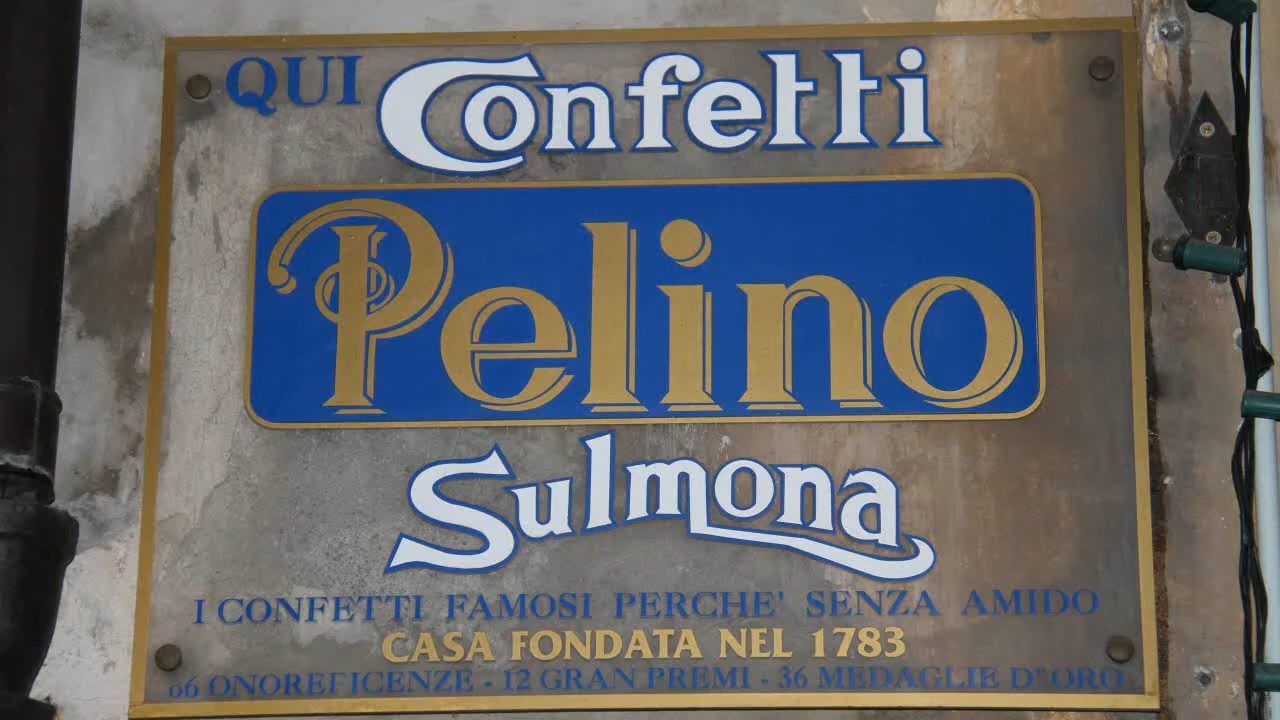 QUI Confetti
Pelino
Sulmona
I CONFETTI FAMOSI PERCHE' SENZA AMIDO
CASA FONDATA NEL 1783
66 ONOREFICENZE - 12 GRAN PREMI - 36 MEDAGLIE D"ORO